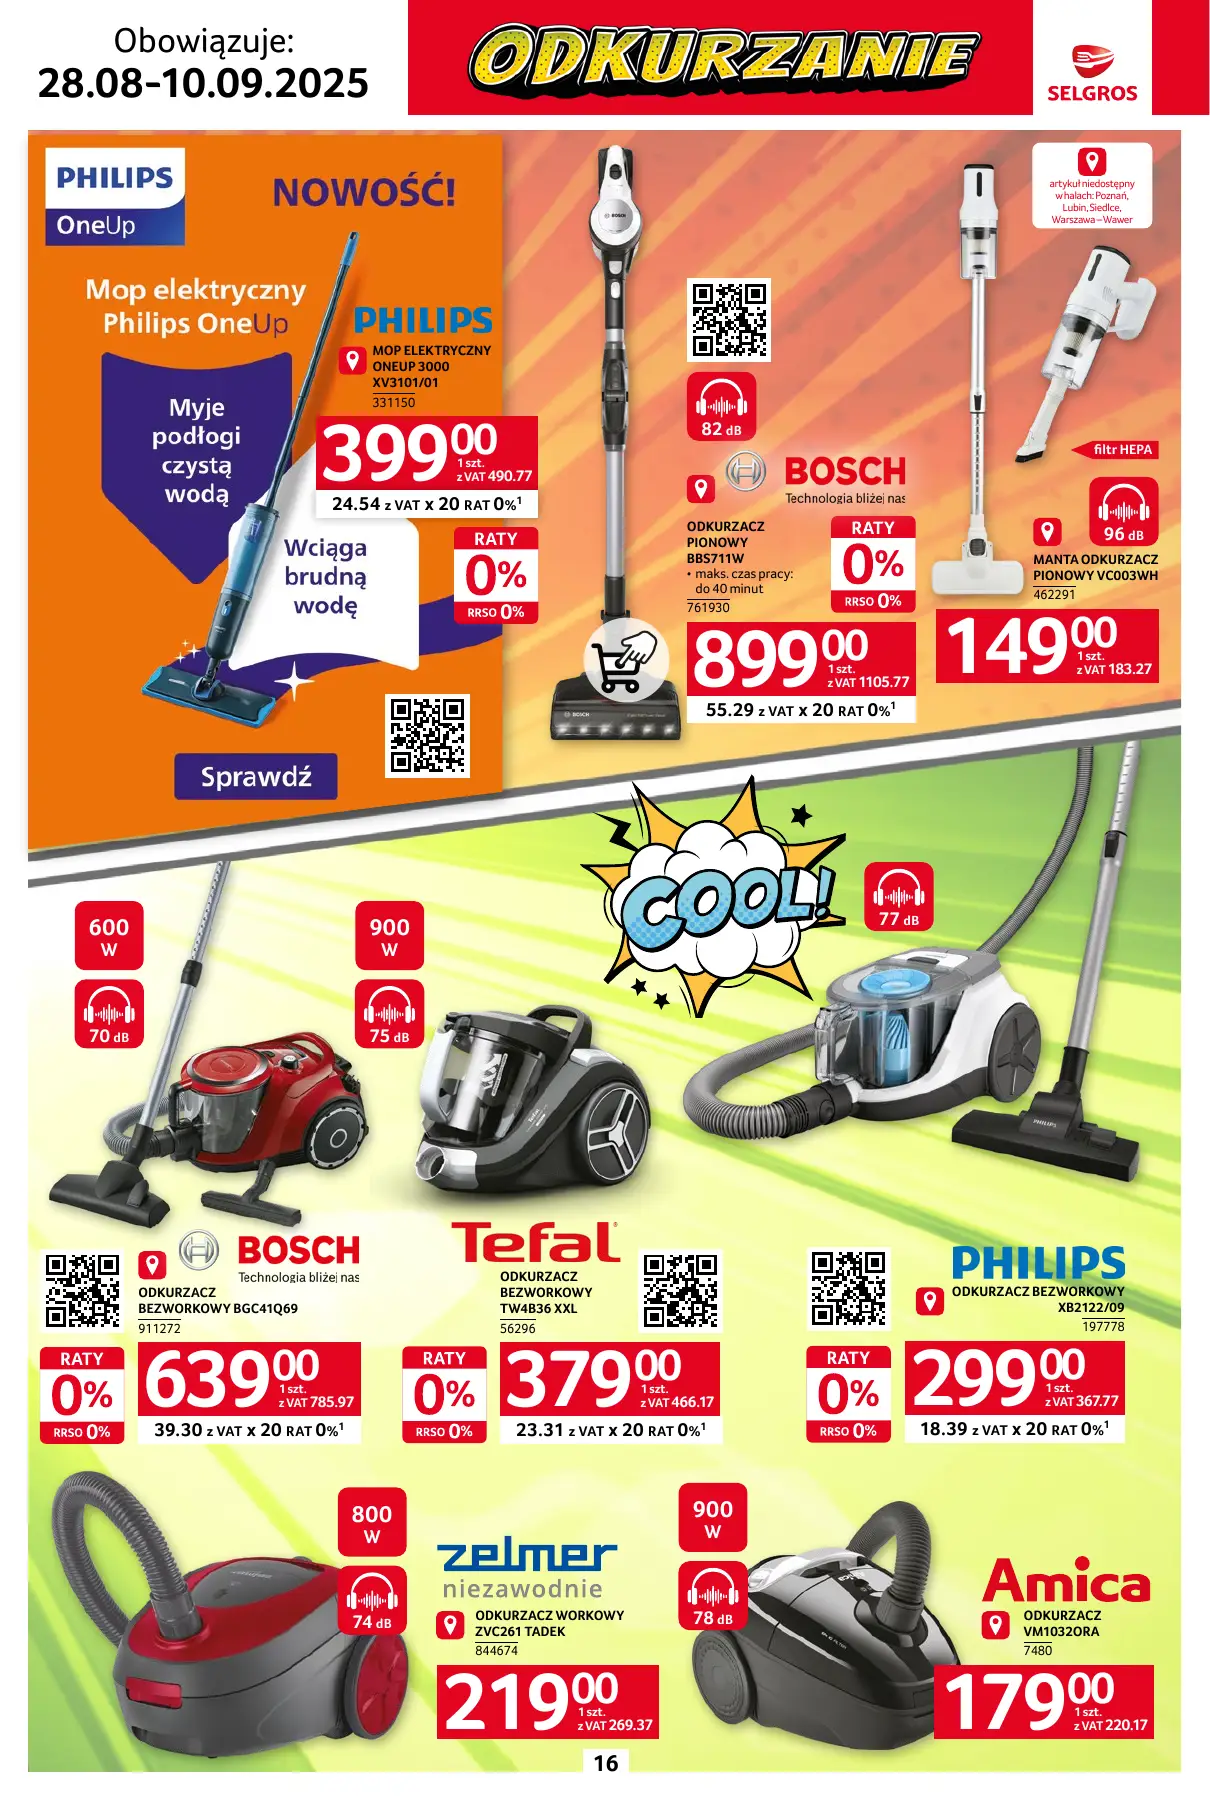 Obowiązuje:
28.08-10.09.2025
ODKURZANIE
SELGROS
PHILIPS
OneUp
NOWOŚĆ!
Mop elektryczny
Philips OneUp
Myje
podłogi
czystą
wodą
Wciąga
brudną
wodę
Sprawdź
PHILIPS
MOP ELEKTRYCZNY
ONEUP 3000
XV3101/01
331150
399 00
1 szt.
z VAT 490.77
24.54 z VAT x 20 RAT 0%¹
RATY
0%
RRSO 0%
BOSCH
82 dB
BOSCH
Technologia bliżej nas
ODKURZACZ
PIONOWY
BBS711W
• maks. czas pracy:
do 40 minut
761930
RATY
0%
RRSO 0%
899 00
1 szt.
z VAT 1105.77
55.29 z VAT x 20 RAT 0%¹
BOSCH
artykuł niedostępny
w halach: Poznań,
Lubin, Siedlce,
Warszawa – Wawer
filtr HEPA
96 dB
MANTA ODKURZACZ
PIONOWY VC003WH
462291
149 00
1 szt.
z VAT 183.27
COOL!
600
W
70 dB
900
W
75 dB
77 dB
Tefal
PHILIPS
BOSCH
Technologia bliżej nas
ODKURZACZ
BEZWORKOWY BGC41Q69
911272
RATY
0%
RRSO 0%
639 00
1 szt.
z VAT 785.97
39.30 z VAT x 20 RAT 0%¹
Tefal
ODKURZACZ
BEZWORKOWY
TW4B36 XXL
56296
RATY
0%
RRSO 0%
379 00
1 szt.
z VAT 466.17
23.31 z VAT x 20 RAT 0%¹
PHILIPS
ODKURZACZ BEZWORKOWY
XB2122/09
197778
RATY
0%
RRSO 0%
299 00
1 szt.
z VAT 367.77
18.39 z VAT x 20 RAT 0%¹
800
W
74 dB
zelmer
niezawodnie
ODKURZACZ WORKOWY
ZVC261 TADEK
844674
219 00
1 szt.
z VAT 269.37
900
W
78 dB
Amica
ODKURZACZ
VM1032ORA
7480
179 00
1 szt.
z VAT 220.17
16